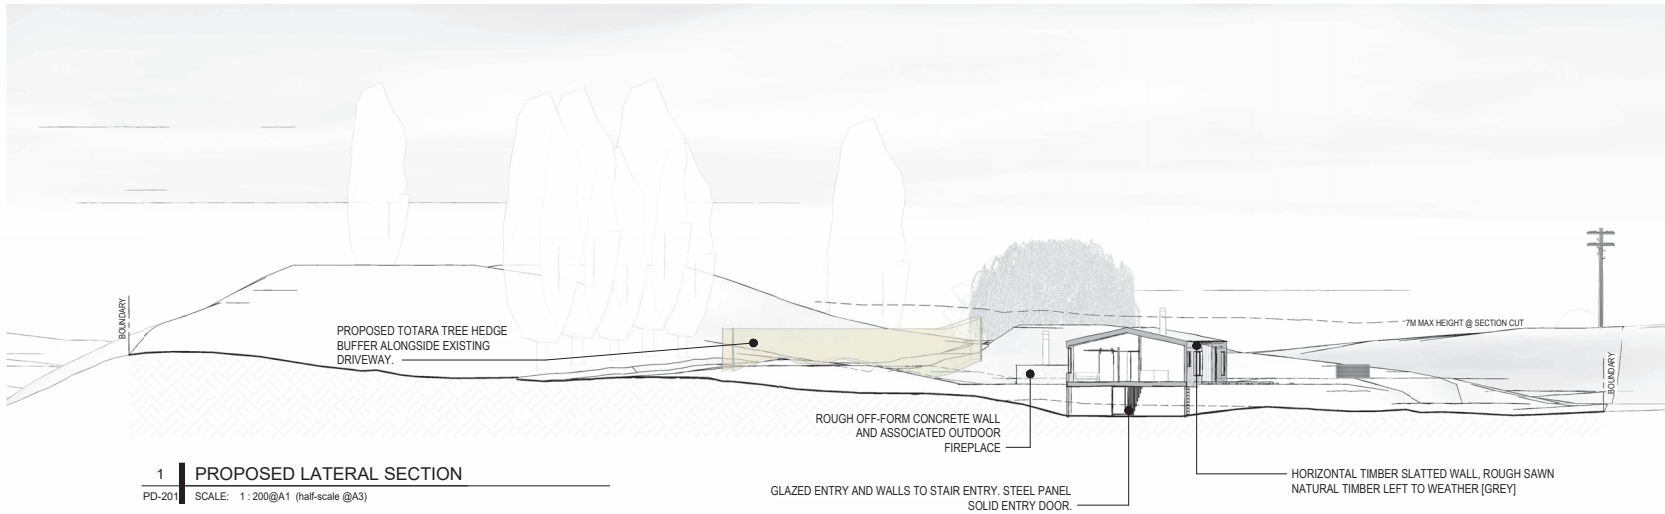 BOUNDARY
PROPOSED TOTARA TREE HEDGE
BUFFER ALONGSIDE EXISTING
DRIVEWAY.
7M MAX HEIGHT @ SECTION CUT
BOUNDARY
ROUGH OFF-FORM CONCRETE WALL
AND ASSOCIATED OUTDOOR
FIREPLACE
HORIZONTAL TIMBER SLATTED WALL, ROUGH SAWN
NATURAL TIMBER LEFT TO WEATHER [GREY]
GLAZED ENTRY AND WALLS TO STAIR ENTRY. STEEL PANEL
SOLID ENTRY DOOR.
1 PROPOSED LATERAL SECTION
PD-201 SCALE: 1 : 200@A1 (half-scale @A3)